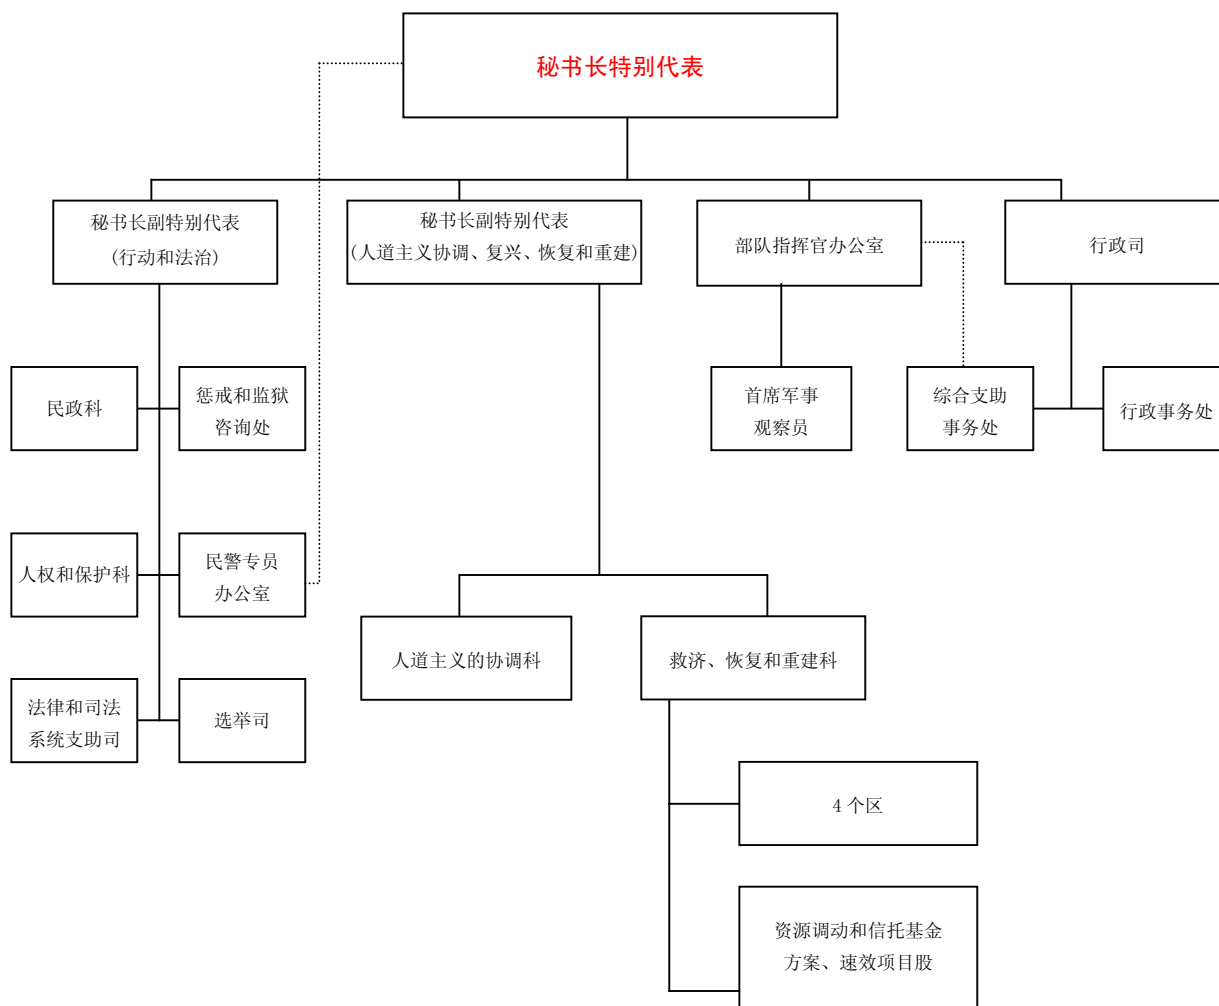 秘书长特别代表
秘书长副特别代表
(行动和法治)
秘书长副特别代表
(人道主义协调、复兴、恢复和重建)
部队指挥官办公室
行政司
民政科
惩戒和监狱
咨询处
首席军事
观察员
综合支助
事务处
行政事务处
人权和保护科
民警专员
办公室
人道主义的协调科
救济、恢复和重建科
法律和司法
系统支助司
选举司
4 个区
资源调动和信托基金
方案、速效项目股